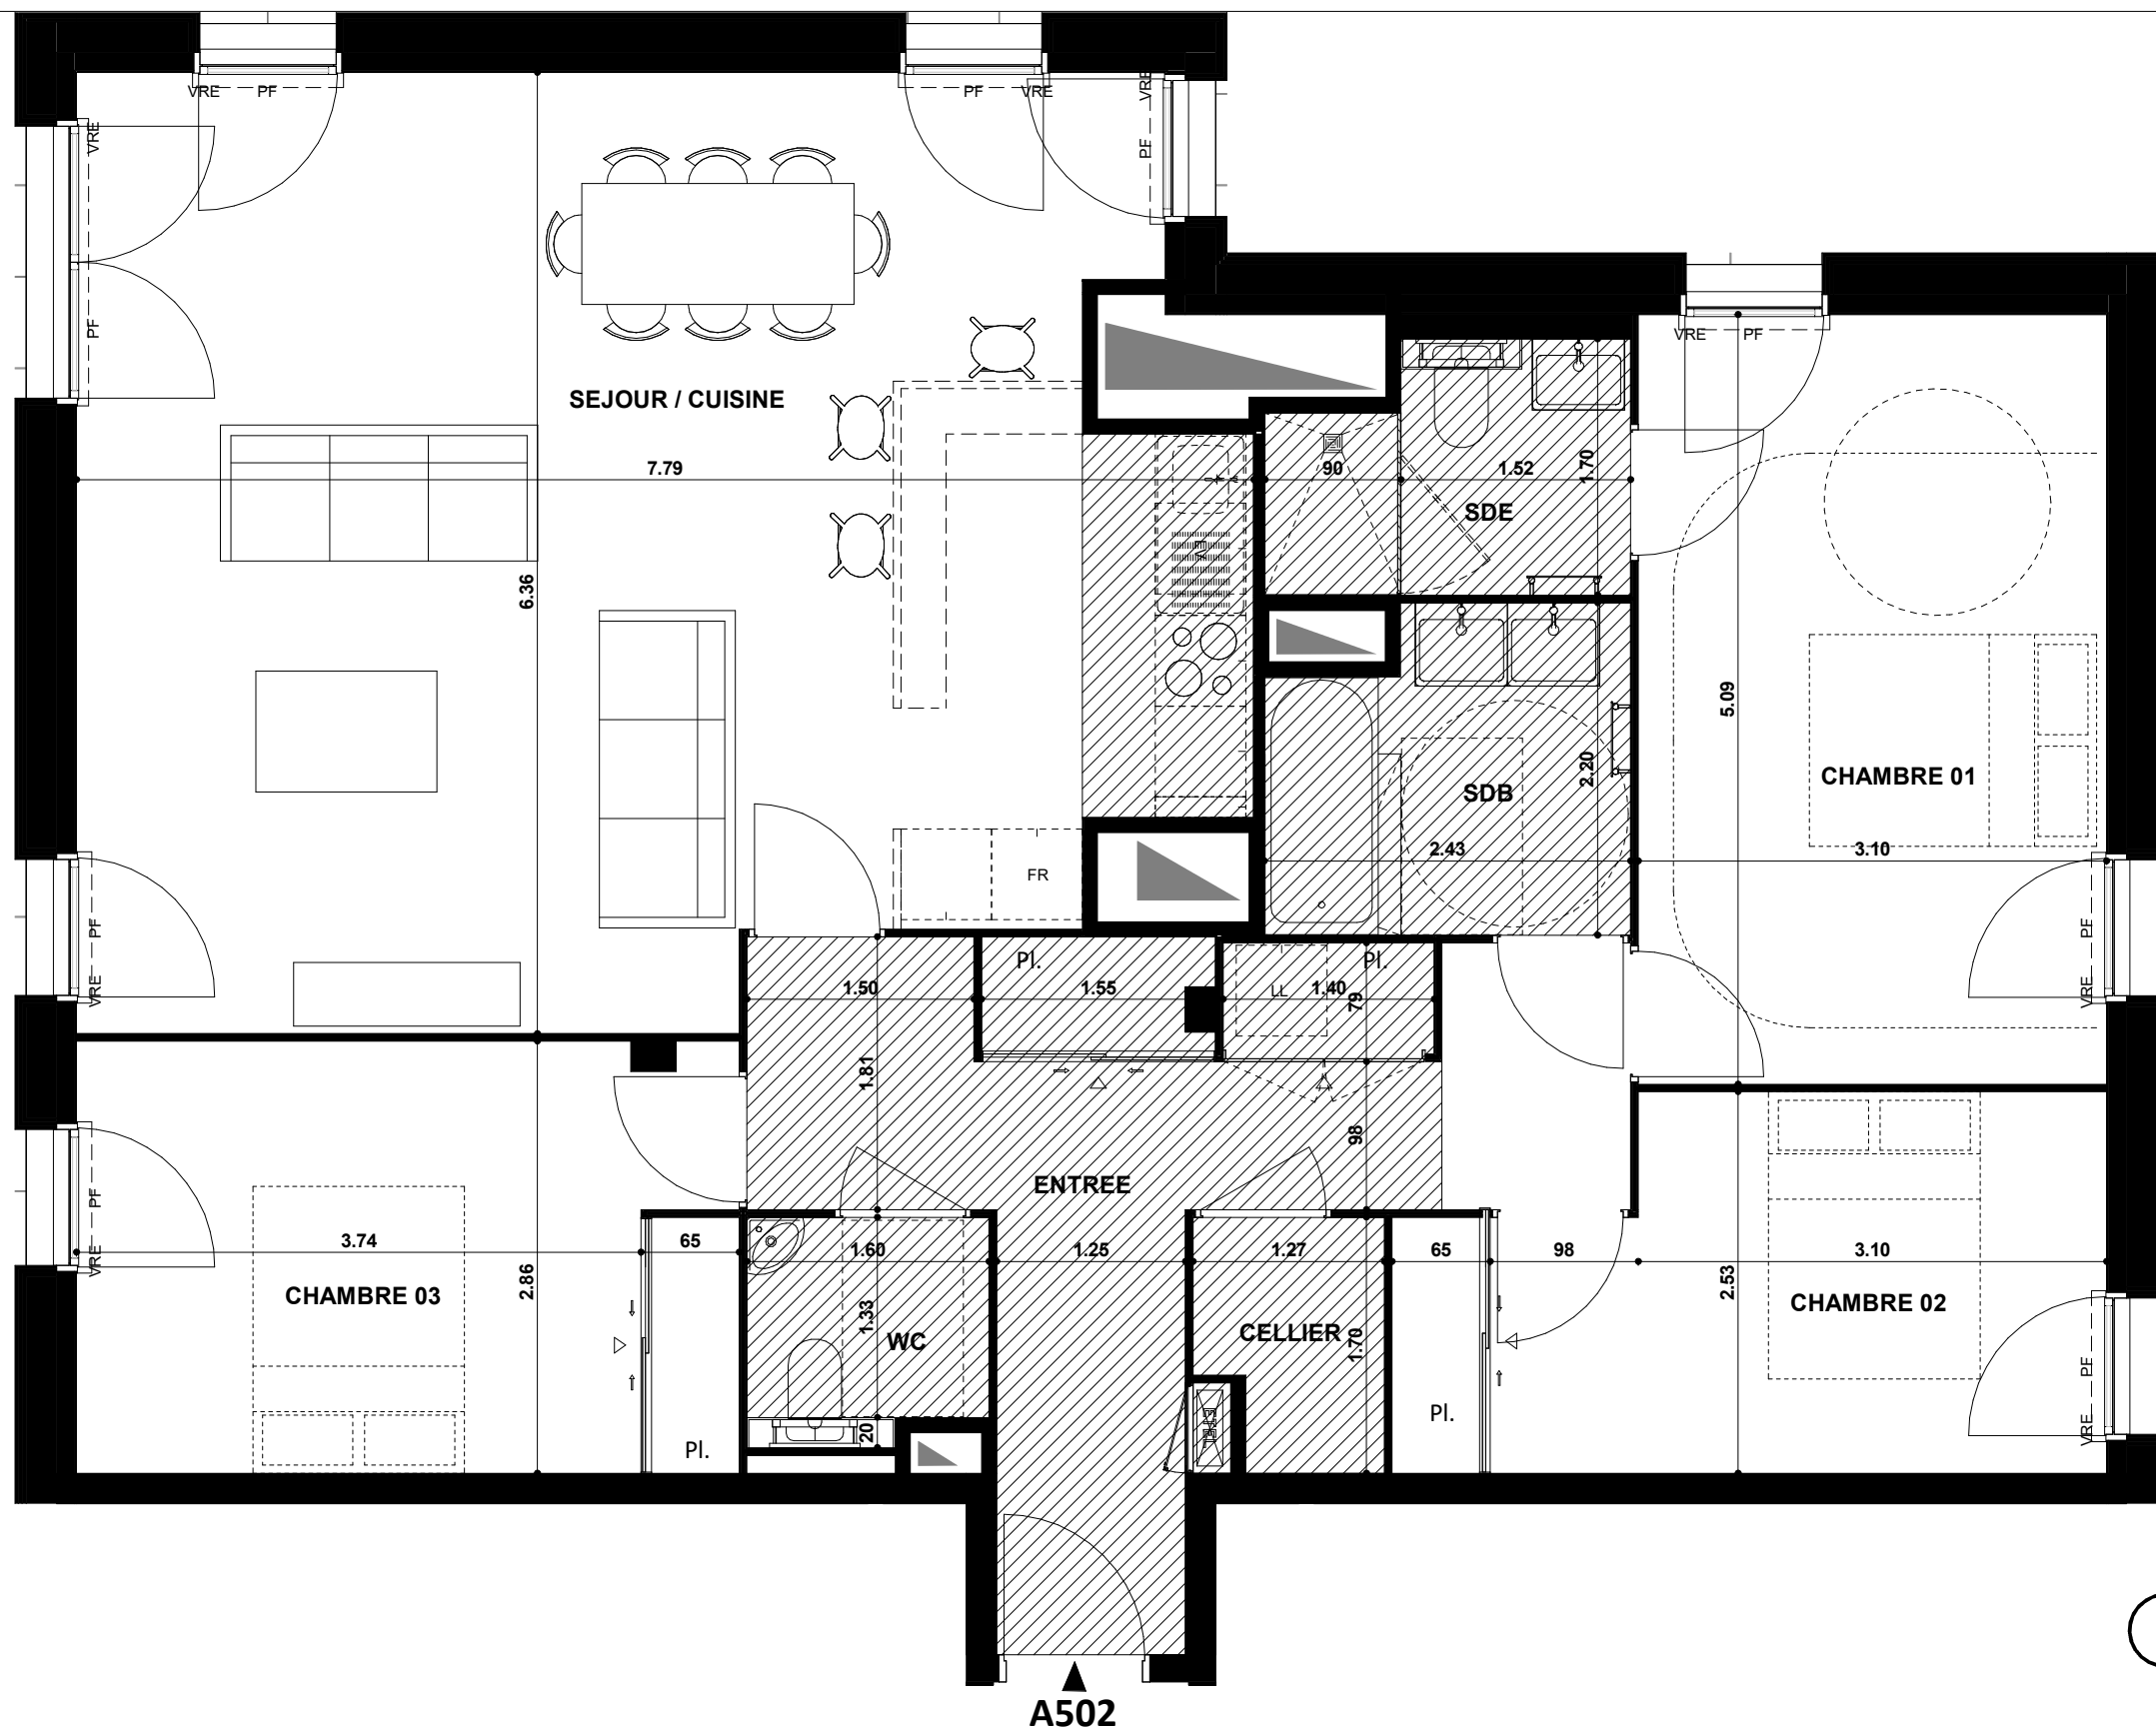 VRE PF
PF VRE
VRE
PF
VRE
PF
VRE PF
SEJOUR / CUISINE
7.79
6.36
90
1.52
1.70
SDE
5.09
2.20
SDB
CHAMBRE 01
2.43
3.10
FR
PF
VRE
PF
VRE
Pl.
Pl.
1.50
1.55
LL
1.40
79
1.81
98
ENTREE
PF
VRE
3.74
65
1.60
1.25
1.27
65
98
3.10
2.86
2.53
CHAMBRE 03
1.33
WC
CELLIER
1.70
CHAMBRE 02
PF
VRE
Pl.
20
ETEL
Pl.
A502